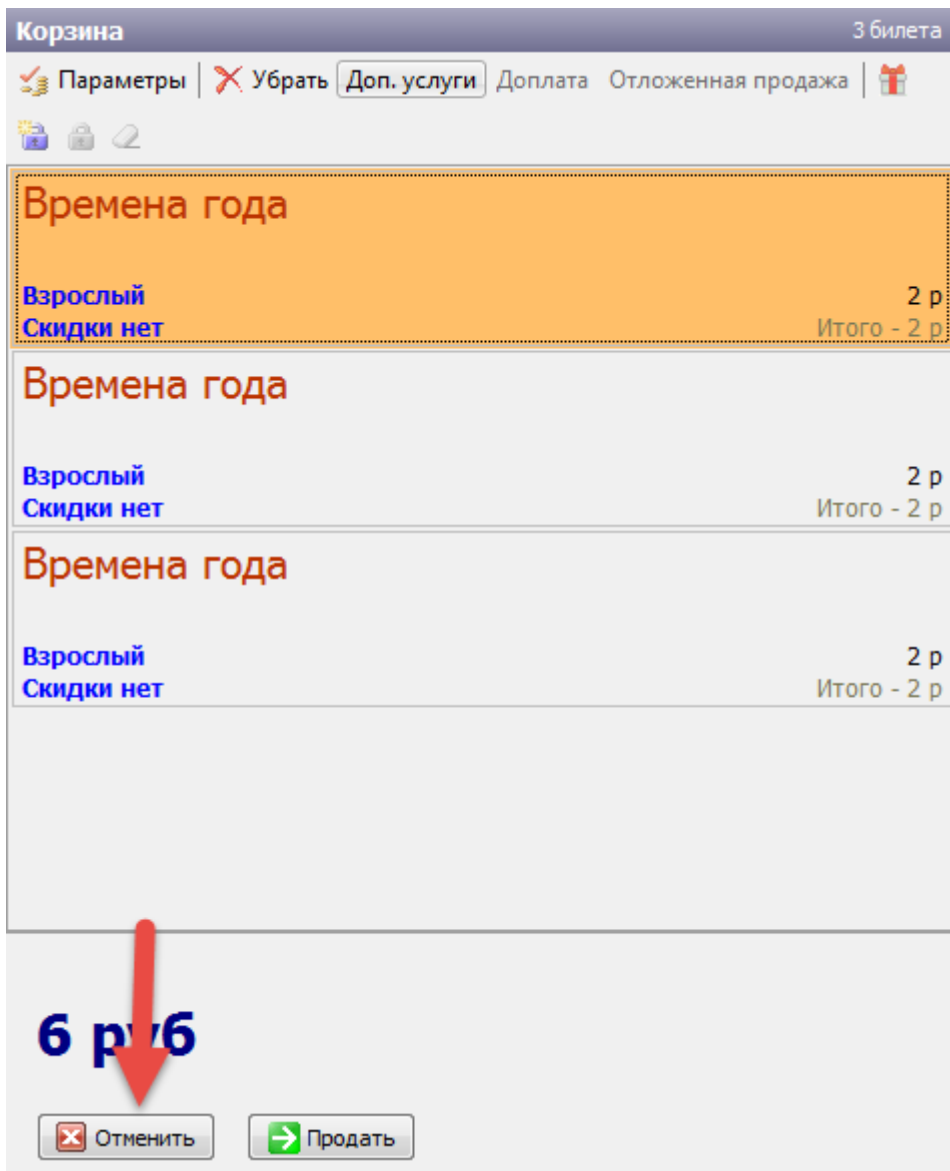 Корзина 3 билета
Параметры Убрать Доп. услуги Доплата Отложенная продажа
Времена года
Взрослый 2 р
Скидки нет Итого - 2 р
Времена года
Взрослый 2 р
Скидки нет Итого - 2 р
Времена года
Взрослый 2 р
Скидки нет Итого - 2 р
6 руб
Отменить Продать